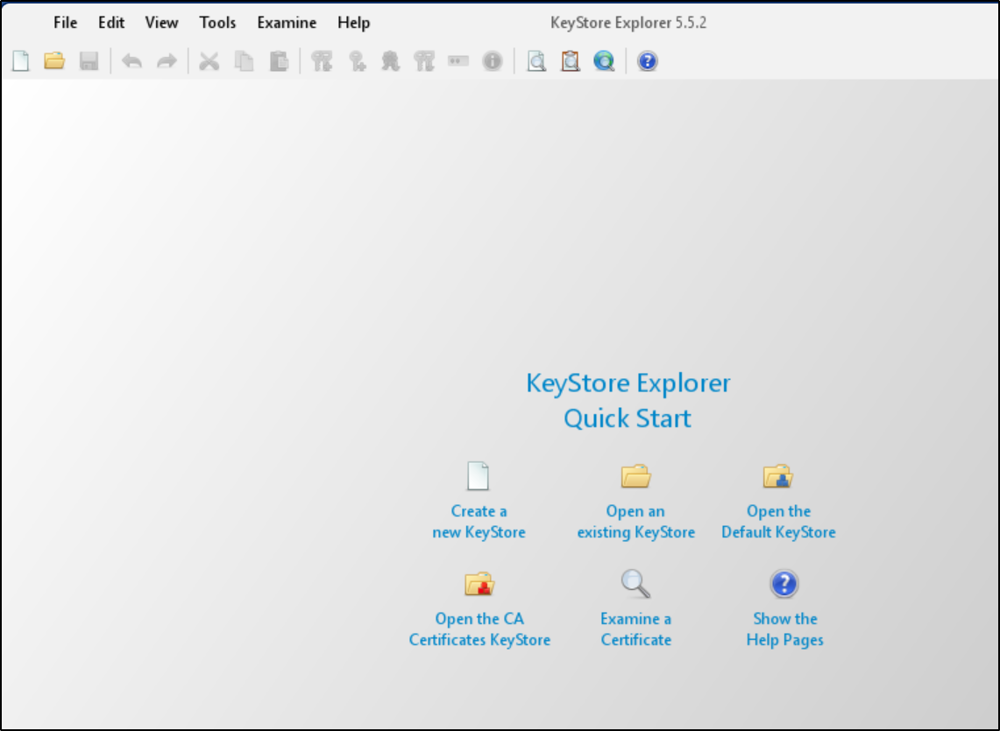 File Edit View Tools Examine Help KeyStore Explorer 5.5.2
KeyStore Explorer
Quick Start
Create a
new KeyStore
Open an
existing KeyStore
Open the
Default KeyStore
Open the CA
Certificates KeyStore
Examine a
Certificate
Show the
Help Pages